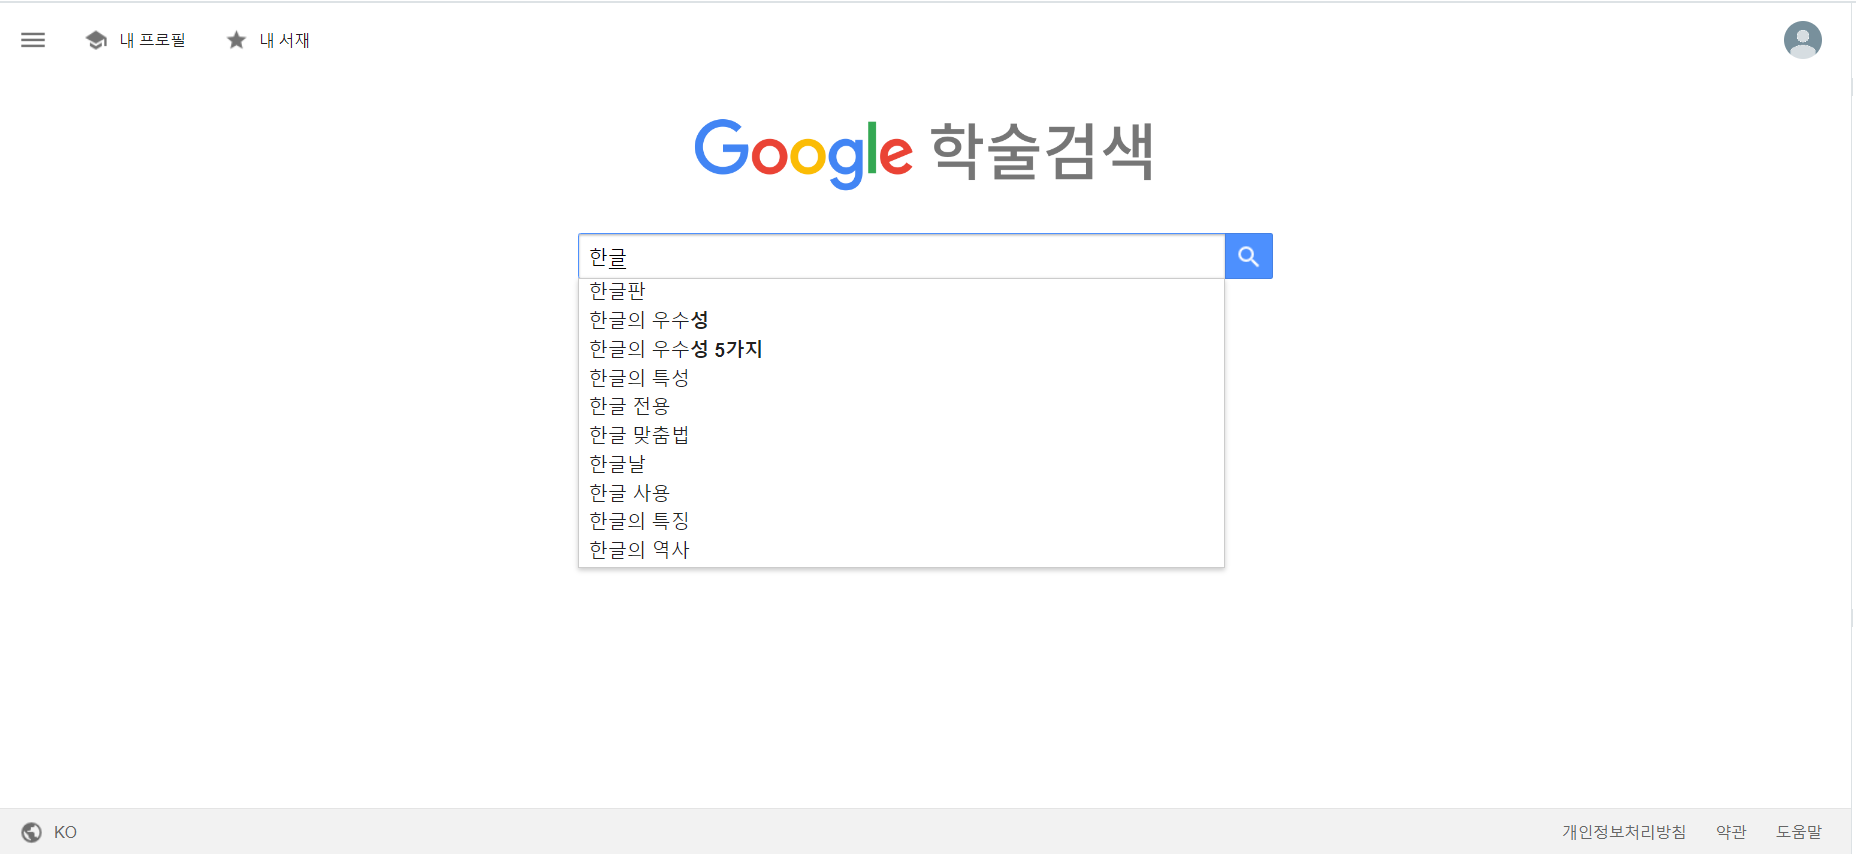 내 프로필 내 서재
Google 학술검색
한글
한글판
한글의 우수성
한글의 우수성 5가지
한글의 특성
한글 전용
한글 맞춤법
한글날
한글 사용
한글의 특징
한글의 역사
KO 개인정보처리방침 약관 도움말